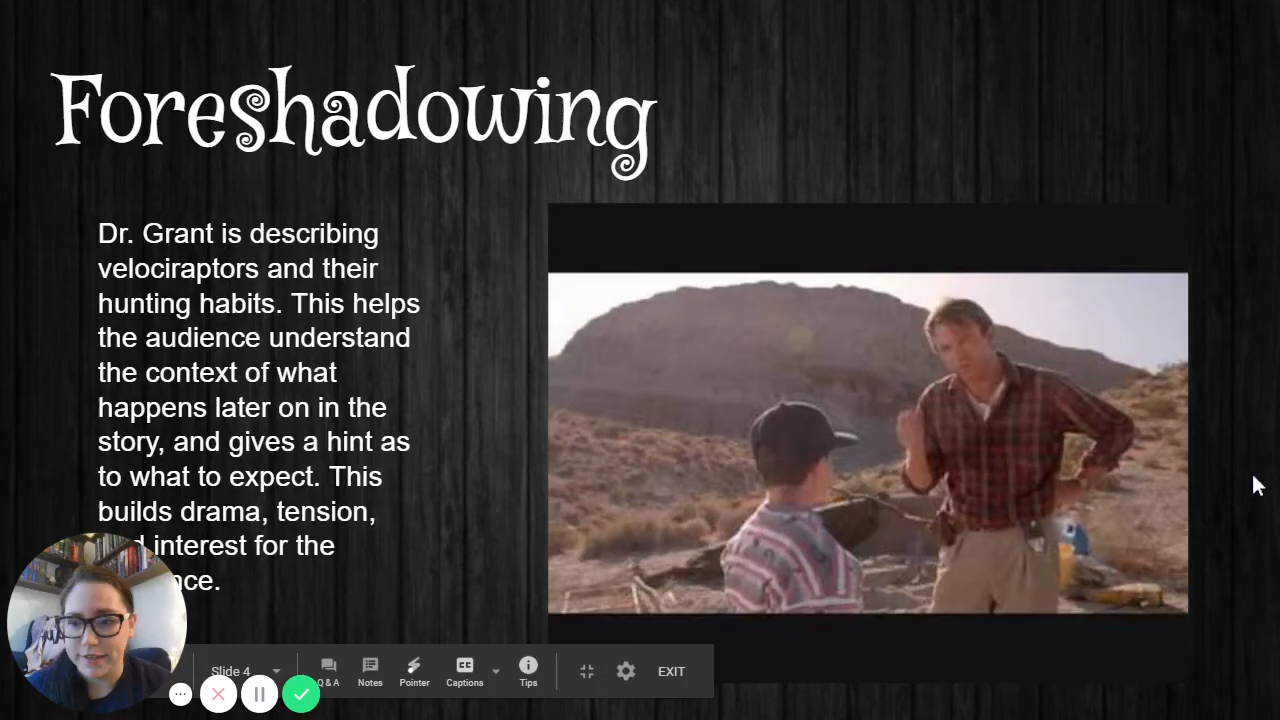 Foreshadowing
Dr. Grant is describing
velociraptors and their
hunting habits. This helps
the audience understand
the context of what
happens later on in the
story, and gives a hint as
to what to expect. This
builds drama, tension,
interest for the
Slide 4
Q & A
Notes
Pointer
Captions
Tips
EXIT